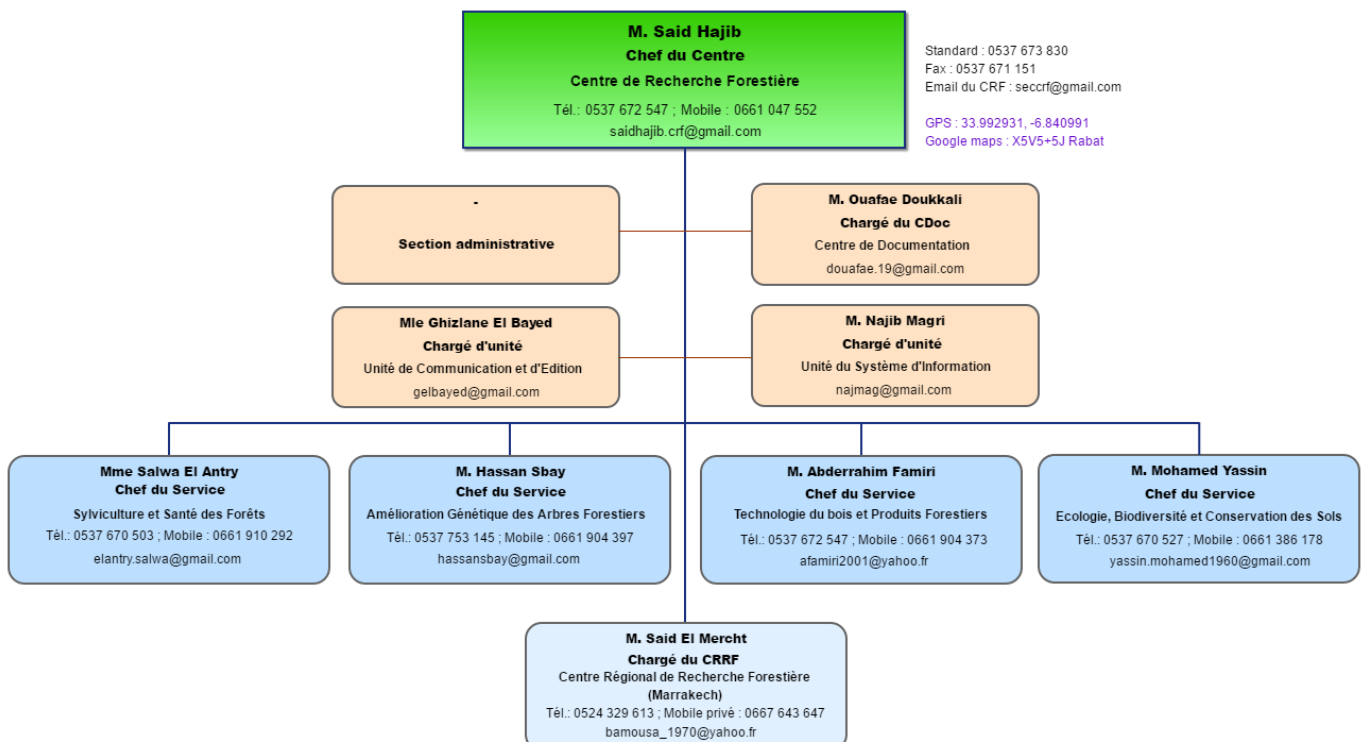 M. Said Hajib
Chef du Centre
Centre de Recherche Forestière
Tél.: 0537 672 547 ; Mobile : 0661 047 552
saidhajib.crf@gmail.com
Standard : 0537 673 830
Fax : 0537 671 151
Email du CRF : seccrf@gmail.com
GPS : 33.992931, -6.840991
Google maps : X5V5+5J Rabat
-
Section administrative
M. Ouafae Doukkali
Chargé du CDoc
Centre de Documentation
douafae.19@gmail.com
Mle Ghizlane El Bayed
Chargé d'unité
Unité de Communication et d'Edition
gelbayed@gmail.com
M. Najib Magri
Chargé d'unité
Unité du Système d'Information
najmag@gmail.com
Mme Salwa El Antry
Chef du Service
Sylviculture et Santé des Forêts
Tél.: 0537 670 503 ; Mobile : 0661 910 292
elantry.salwa@gmail.com
M. Hassan Sbay
Chef du Service
Amélioration Génétique des Arbres Forestiers
Tél.: 0537 753 145 ; Mobile : 0661 904 397
hassansbay@gmail.com
M. Abderrahim Famiri
Chef du Service
Technologie du bois et Produits Forestiers
Tél.: 0537 672 547 ; Mobile : 0661 904 373
afamiri2001@yahoo.fr
M. Mohamed Yassin
Chef du Service
Ecologie, Biodiversité et Conservation des Sols
Tél.: 0537 670 527 ; Mobile : 0661 386 178
yassin.mohamed1960@gmail.com
M. Said El Mercht
Chargé du CRRF
Centre Régional de Recherche Forestière
(Marrakech)
Tél.: 0524 329 613 ; Mobile privé : 0667 643 647
bamousa_1970@yahoo.fr